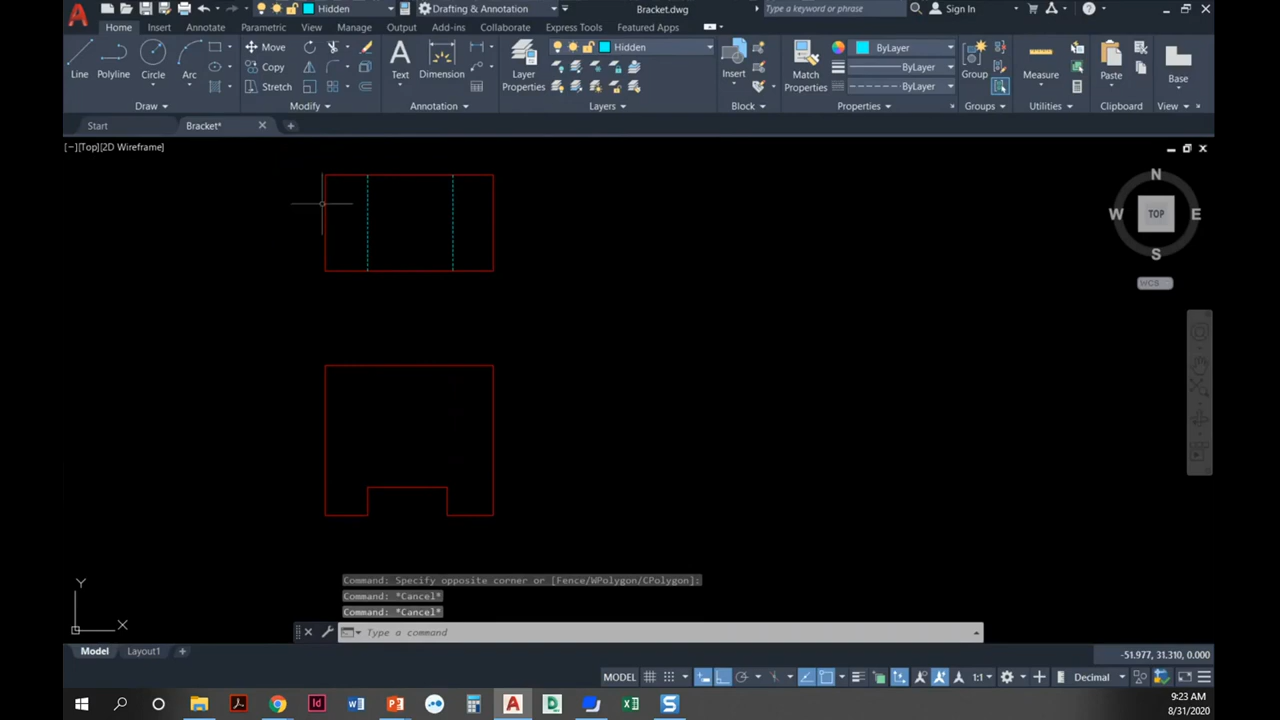 Hidden
Drafting & Annotation
Bracket.dwg
Type a keyword or phrase
Sign In
Home Insert Annotate Parametric View Manage Output Add-ins Collaborate Express Tools Featured Apps
Line Polyline Circle Arc
Move
Copy
Stretch
Text Dimension
Layer Properties
Hidden
Insert
Match Properties
ByLayer
ByLayer
ByLayer
Group
Measure
Paste
Base
Draw Modify Annotation Layers Block Properties Groups Utilities Clipboard View
Start Bracket*
[−][Top][2D Wireframe]
N
W TOP E
S
WCS
Y
X
Command: Specify opposite corner or [Fence/WPolygon/CPolygon]:
Command: *Cancel*
Command: *Cancel*
Type a command
Model Layout1
-51.977, 31.310, 0.000
MODEL 1:1 Decimal
9:23 AM
8/31/2020